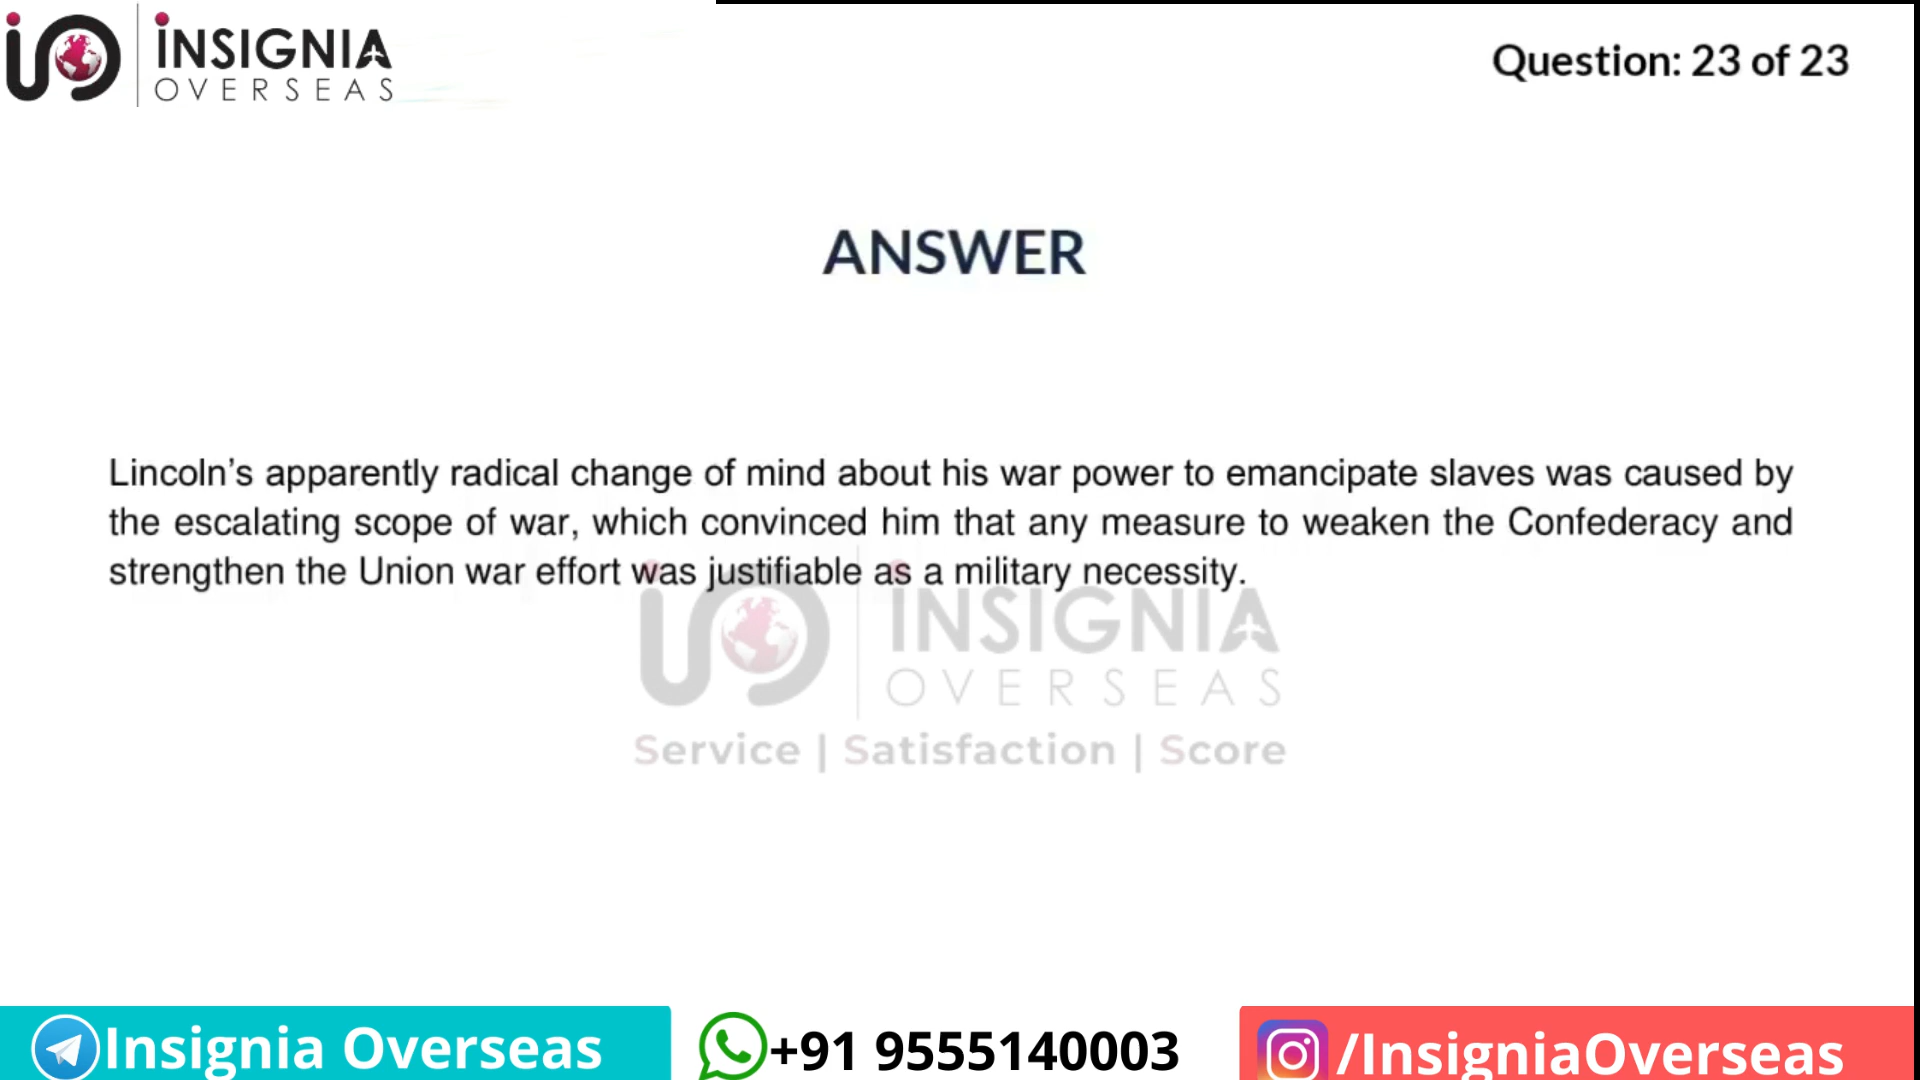 INSIGNIA
OVERSEAS
Question: 23 of 23
ANSWER
Lincoln’s apparently radical change of mind about his war power to emancipate slaves was caused by
the escalating scope of war, which convinced him that any measure to weaken the Confederacy and
strengthen the Union war effort was justifiable as a military necessity.
INSIGNIA
OVERSEAS
Service | Satisfaction | Score
Insignia Overseas
+91 9555140003
/InsigniaOverseas